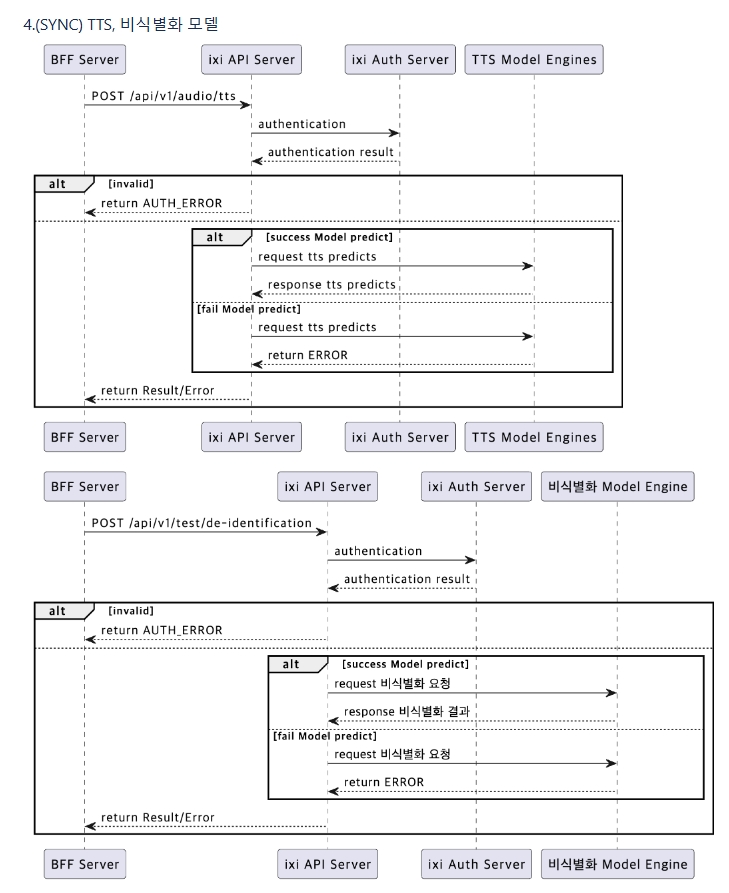 4.(SYNC) TTS, 비식별화 모델
BFF Server ixi API Server ixi Auth Server TTS Model Engines
POST /api/v1/audio/tts
authentication
authentication result
alt [invalid]
return AUTH_ERROR
alt [success Model predict]
request tts predicts
response tts predicts
[fail Model predict]
request tts predicts
return ERROR
return Result/Error
BFF Server ixi API Server ixi Auth Server TTS Model Engines
BFF Server ixi API Server ixi Auth Server 비식별화 Model Engine
POST /api/v1/test/de-identification
authentication
authentication result
alt [invalid]
return AUTH_ERROR
alt [success Model predict]
request 비식별화 요청
response 비식별화 결과
[fail Model predict]
request 비식별화 요청
return ERROR
return Result/Error
BFF Server ixi API Server ixi Auth Server 비식별화 Model Engine